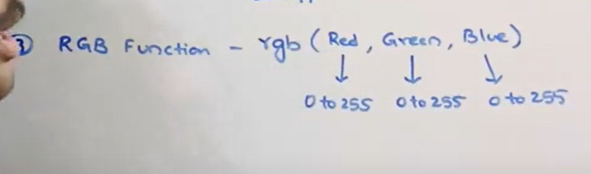 3) RGB Function - rgb (Red, Green, Blue)
↓ ↓ ↓
0 to 255 0 to 255 0 to 255